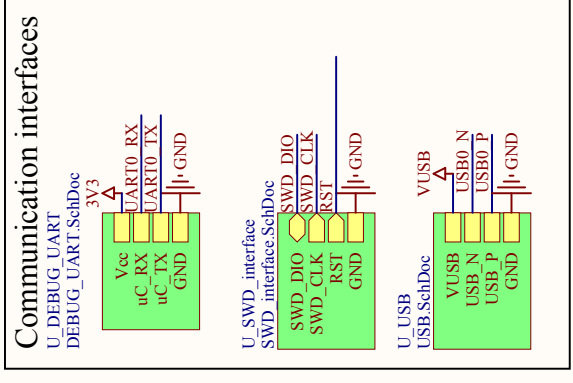 Communication interfaces
U_DEBUG_UART
DEBUG_UART.SchDoc
3V3
Vcc
uC_RX
UART0_RX
uC_TX
UART0_TX
GND
GND
U_SWD_interface
SWD_interface.SchDoc
SWD_DIO
SWD_DIO
SWD_CLK
SWD_CLK
RST
RST
GND
GND
U_USB
USB.SchDoc
VUSB
VUSB
USB_N
USB0_N
USB_P
USB0_P
GND
GND